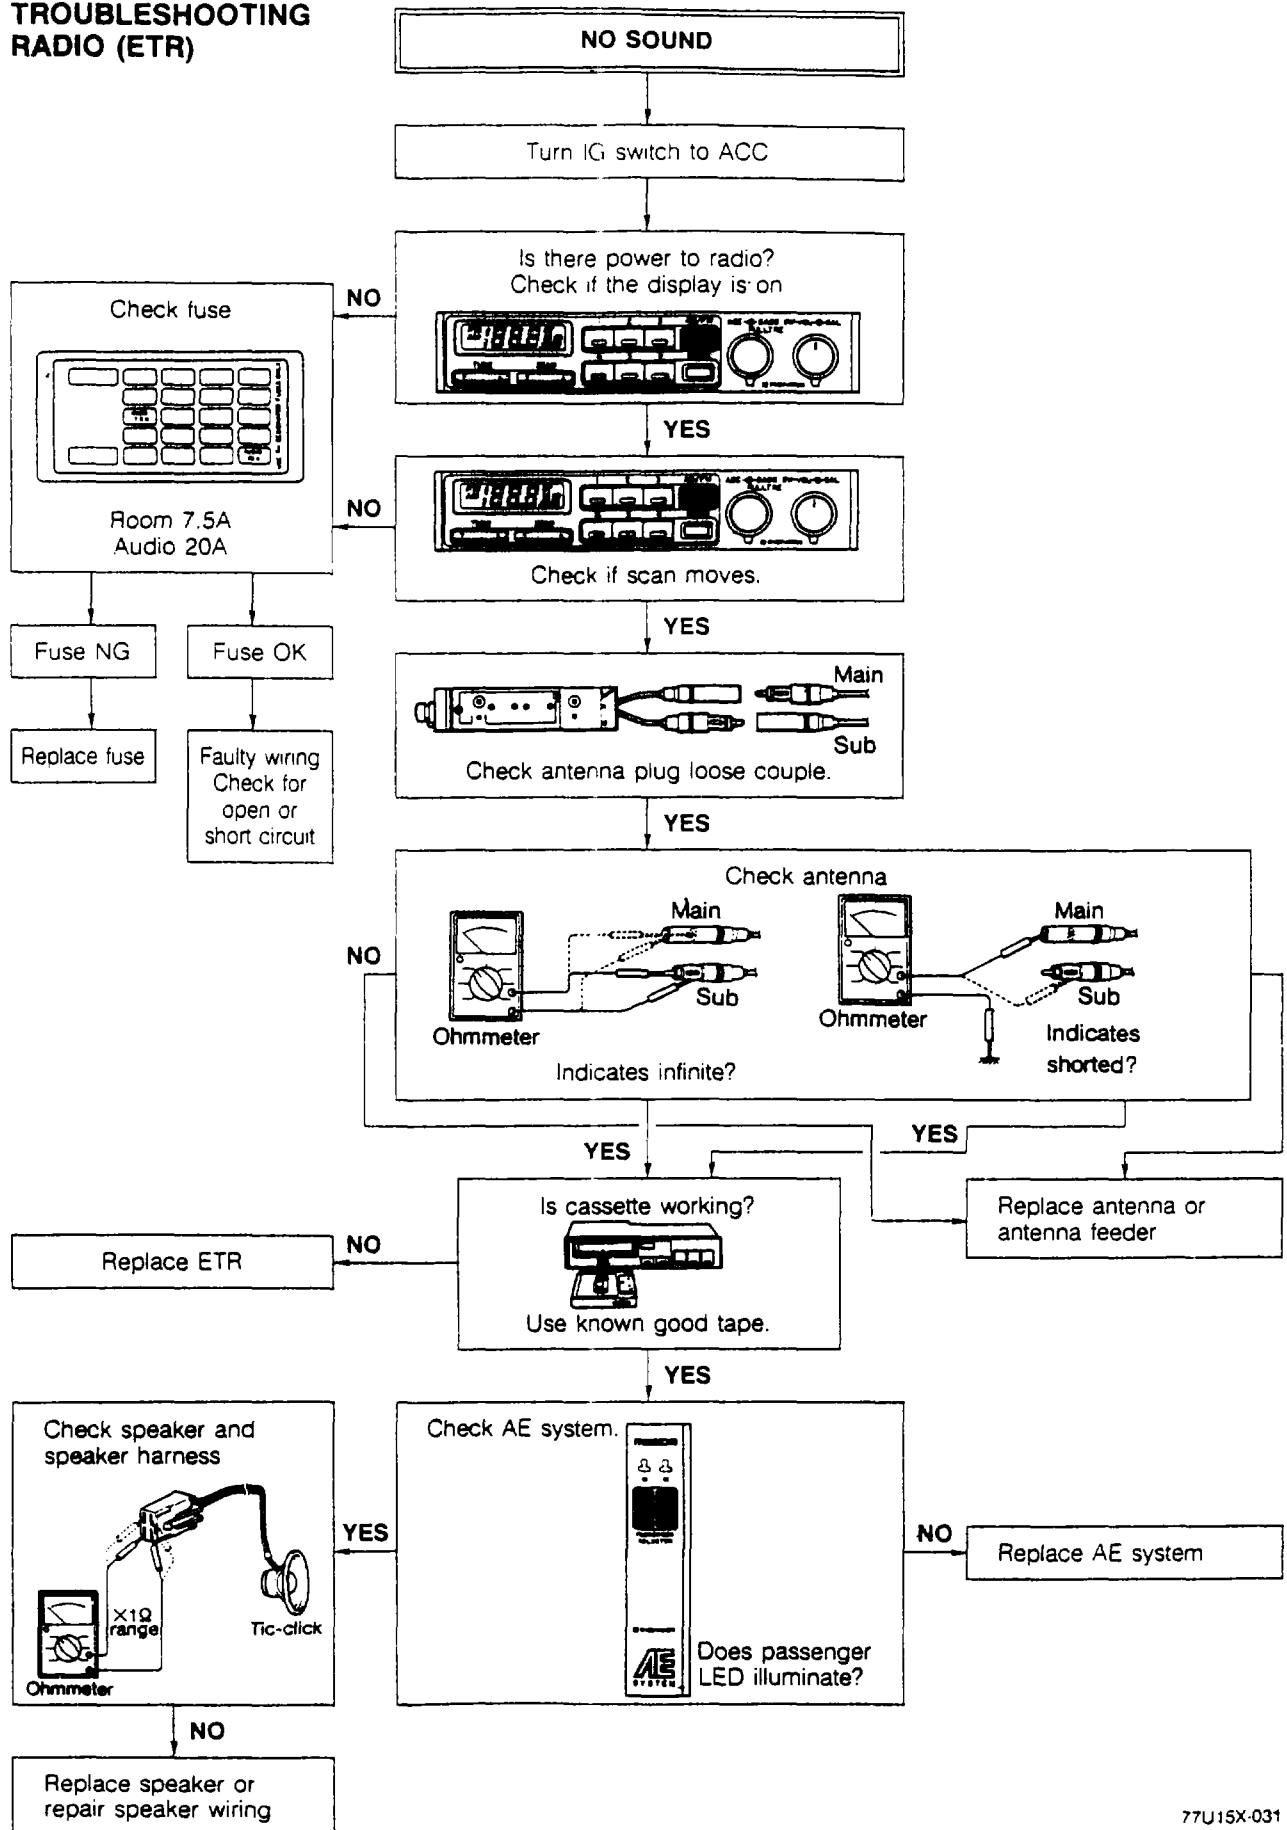 TROUBLESHOOTING
RADIO (ETR)
NO SOUND
Turn IG switch to ACC
Is there power to radio?
Check if the display is on
NO
Check fuse
Room 7.5A
Audio 20A
YES
NO
Check if scan moves.
Fuse NG
Fuse OK
Replace fuse
Faulty wiring
Check for
open or
short circuit
YES
Main
Sub
Check antenna plug loose couple.
YES
Check antenna
NO
Main
Sub
Ohmmeter
Indicates infinite?
Main
Sub
Ohmmeter
Indicates
shorted?
YES
YES
Replace antenna or
antenna feeder
Is cassette working?
Use known good tape.
NO
Replace ETR
YES
Check AE system.
AE
SYSTEM
Does passenger
LED illuminate?
NO
Replace AE system
YES
Check speaker and
speaker harness
X1Ω
range
Tic-click
Ohmmeter
NO
Replace speaker or
repair speaker wiring
77U15X-031